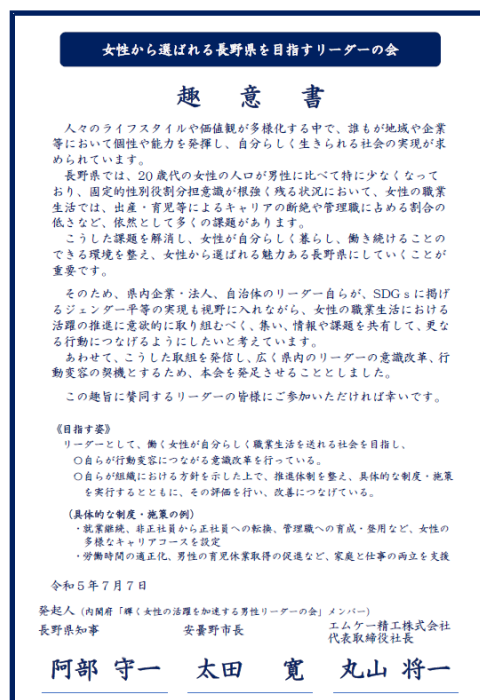 女性から選ばれる長野県を目指すリーダーの会
趣 意 書
人々のライフスタイルや価値観が多様化する中で、誰もが地域や企業
等において個性や能力を発揮し、自分らしく生きられる社会の実現が求
められています。
長野県では、20歳代の女性の人口が男性に比べて特に少なくなって
おり、固定的性別役割分担意識が根強く残る状況において、女性の職業
生活では、出産・育児等によるキャリアの断絶や管理職に占める割合の
低さなど、依然として多くの課題があります。
こうした課題を解消し、女性が自分らしく暮らし、働き続けることの
できる環境を整え、女性から選ばれる魅力ある長野県にしていくことが
重要です。
そのため、県内企業・法人、自治体のリーダー自らが、SDGsに掲げ
るジェンダー平等の実現も視野に入れながら、女性の職業生活における
活躍の推進に意欲的に取り組むべく、集い、情報や課題を共有して、更な
る行動につなげるようにしたいと考えています。
あわせて、こうした取組を発信し、広く県内のリーダーの意識改革、行
動変容の契機とするため、本会を発足させることとしました。
この趣旨に賛同するリーダーの皆様にご参加いただければ幸いです。
《目指す姿》
リーダーとして、働く女性が自分らしく職業生活を送れる社会を目指し、
○自らが行動変容につながる意識改革を行っている。
○自らが組織における方針を示した上で、推進体制を整え、具体的な制度・施策
を実行するとともに、その評価を行い、改善につなげている。
（具体的な制度・施策の例）
・就業継続、非正社員から正社員への転換、管理職への育成・登用など、女性の
多様なキャリアコースを設定
・労働時間の適正化、男性の育児休業取得の促進など、家庭と仕事の両立を支援
令和５年７月７日
発起人（内閣府「輝く女性の活躍を加速する男性リーダーの会」メンバー）
長野県知事 安曇野市長 エムケー精工株式会社
代表取締役社長
阿部 守一 太田 寛 丸山 将一